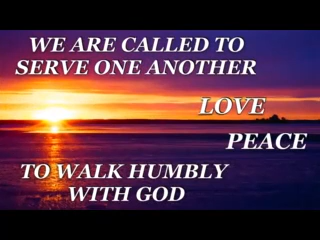 WE ARE CALLED TO
SERVE ONE ANOTHER
LOVE
PEACE
TO WALK HUMBLY
WITH GOD